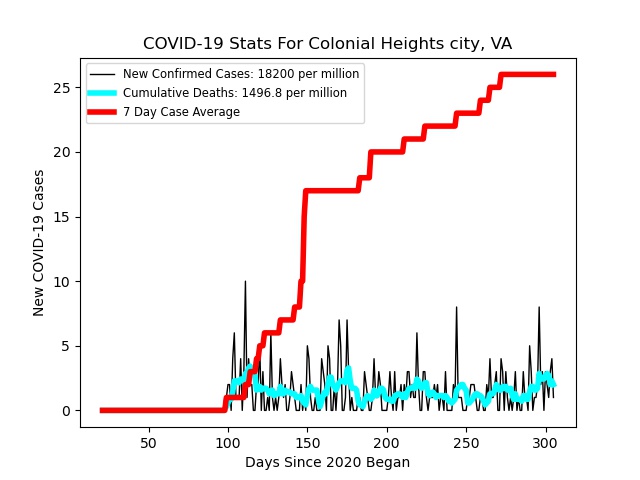 COVID-19 Stats For Colonial Heights city, VA
New Confirmed Cases: 18200 per million
Cumulative Deaths: 1496.8 per million
7 Day Case Average
25
20
15
10
5
0
New COVID-19 Cases
50 100 150 200 250 300
Days Since 2020 Began